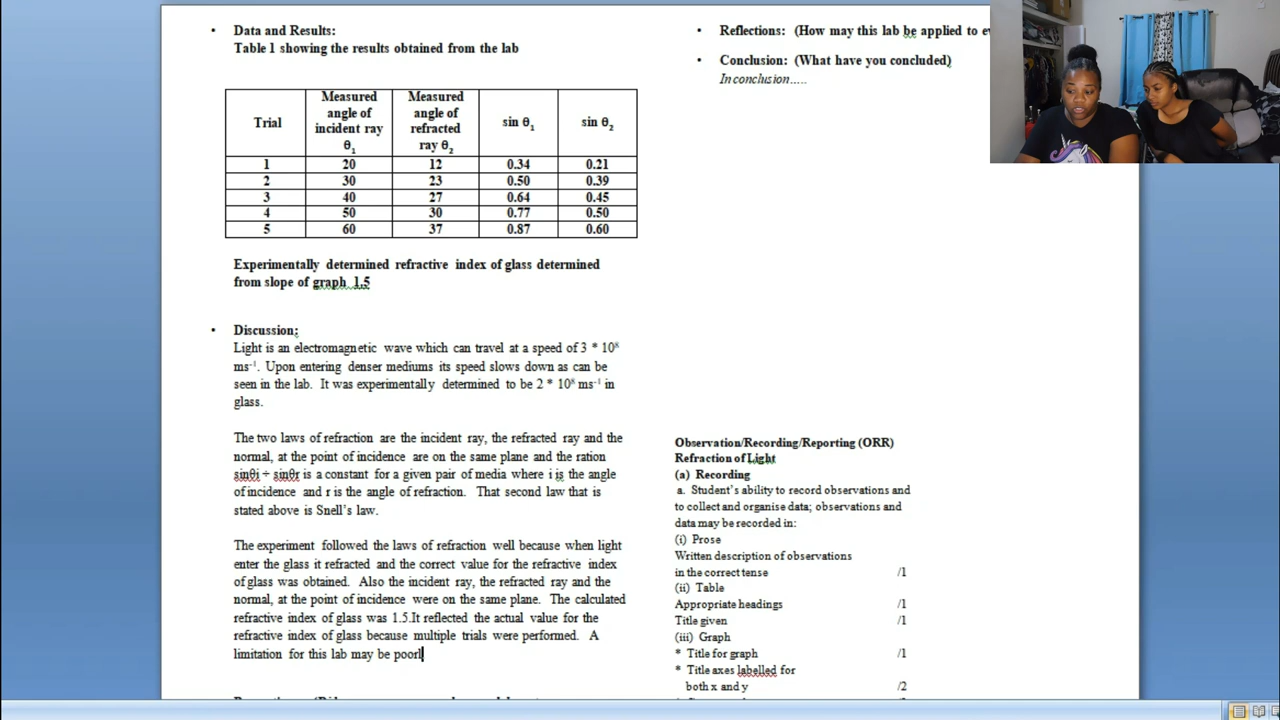 • Data and Results:
Table 1 showing the results obtained from the lab
Trial Measured angle of incident ray θ1 Measured angle of refracted ray θ2 sin θ1 sin θ2
1 20 12 0.34 0.21
2 30 23 0.50 0.39
3 40 27 0.64 0.45
4 50 30 0.77 0.50
5 60 37 0.87 0.60
Experimentally determined refractive index of glass determined
from slope of graph 1.5
• Discussion:
Light is an electromagnetic wave which can travel at a speed of 3 * 10⁸
ms⁻¹. Upon entering denser mediums its speed slows down as can be
seen in the lab. It was experimentally determined to be 2 * 10⁸ ms⁻¹ in
glass.
The two laws of refraction are the incident ray, the refracted ray and the
normal, at the point of incidence are on the same plane and the ration
sinθi ÷ sinθr is a constant for a given pair of media where i is the angle
of incidence and r is the angle of refraction. That second law that is
stated above is Snell's law.
The experiment followed the laws of refraction well because when light
enter the glass it refracted and the correct value for the refractive index
of glass was obtained. Also the incident ray, the refracted ray and the
normal, at the point of incidence were on the same plane. The calculated
refractive index of glass was 1.5.It reflected the actual value for the
refractive index of glass because multiple trials were performed. A
limitation for this lab may be poorl
• Reflections: (How may this lab be applied to
• Conclusion: (What have you concluded)
In conclusion.....
Observation/Recording/Reporting (ORR)
Refraction of Light
(a) Recording
a. Student's ability to record observations and
to collect and organise data; observations and
data may be recorded in:
(i) Prose
Written description of observations
in the correct tense /1
(ii) Table
Appropriate headings /1
Title given /1
(iii) Graph
* Title for graph /1
* Title axes labelled for
both x and y /2